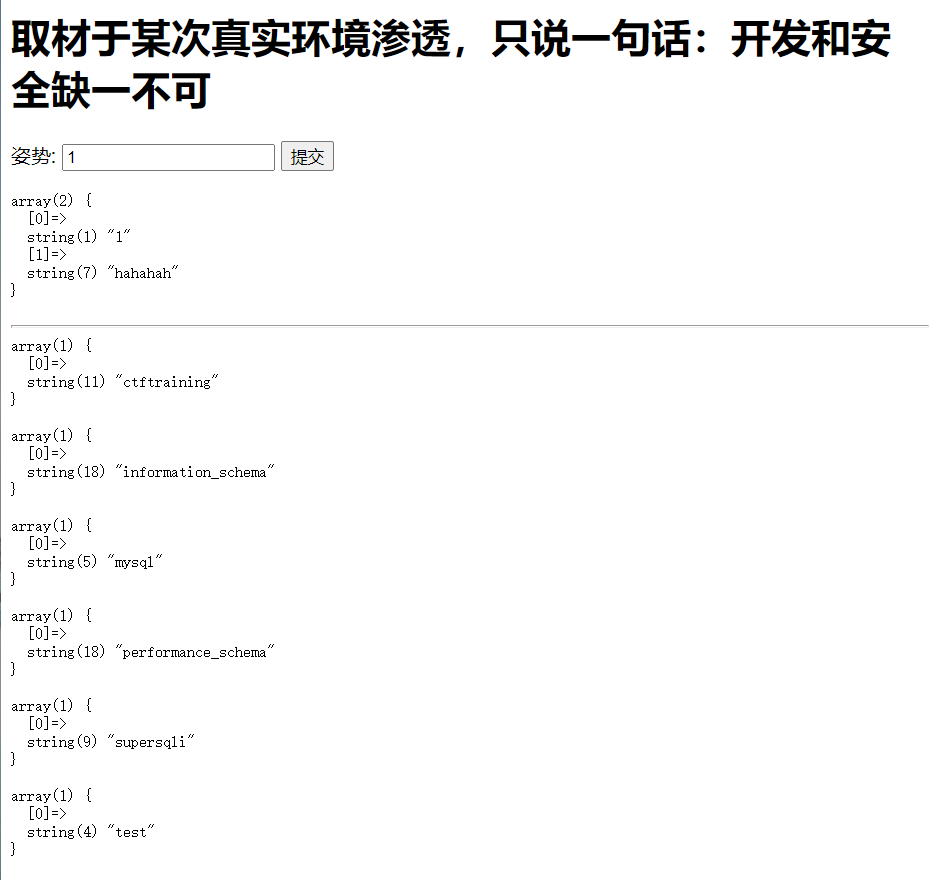 取材于某次真实环境渗透，只说一句话：开发和安
全缺一不可
姿势: 1 提交
array(2) {
  [0]=>
  string(1) "1"
  [1]=>
  string(7) "hahahah"
}
array(1) {
  [0]=>
  string(11) "ctftraining"
}
array(1) {
  [0]=>
  string(18) "information_schema"
}
array(1) {
  [0]=>
  string(5) "mysql"
}
array(1) {
  [0]=>
  string(18) "performance_schema"
}
array(1) {
  [0]=>
  string(9) "supersqli"
}
array(1) {
  [0]=>
  string(4) "test"
}